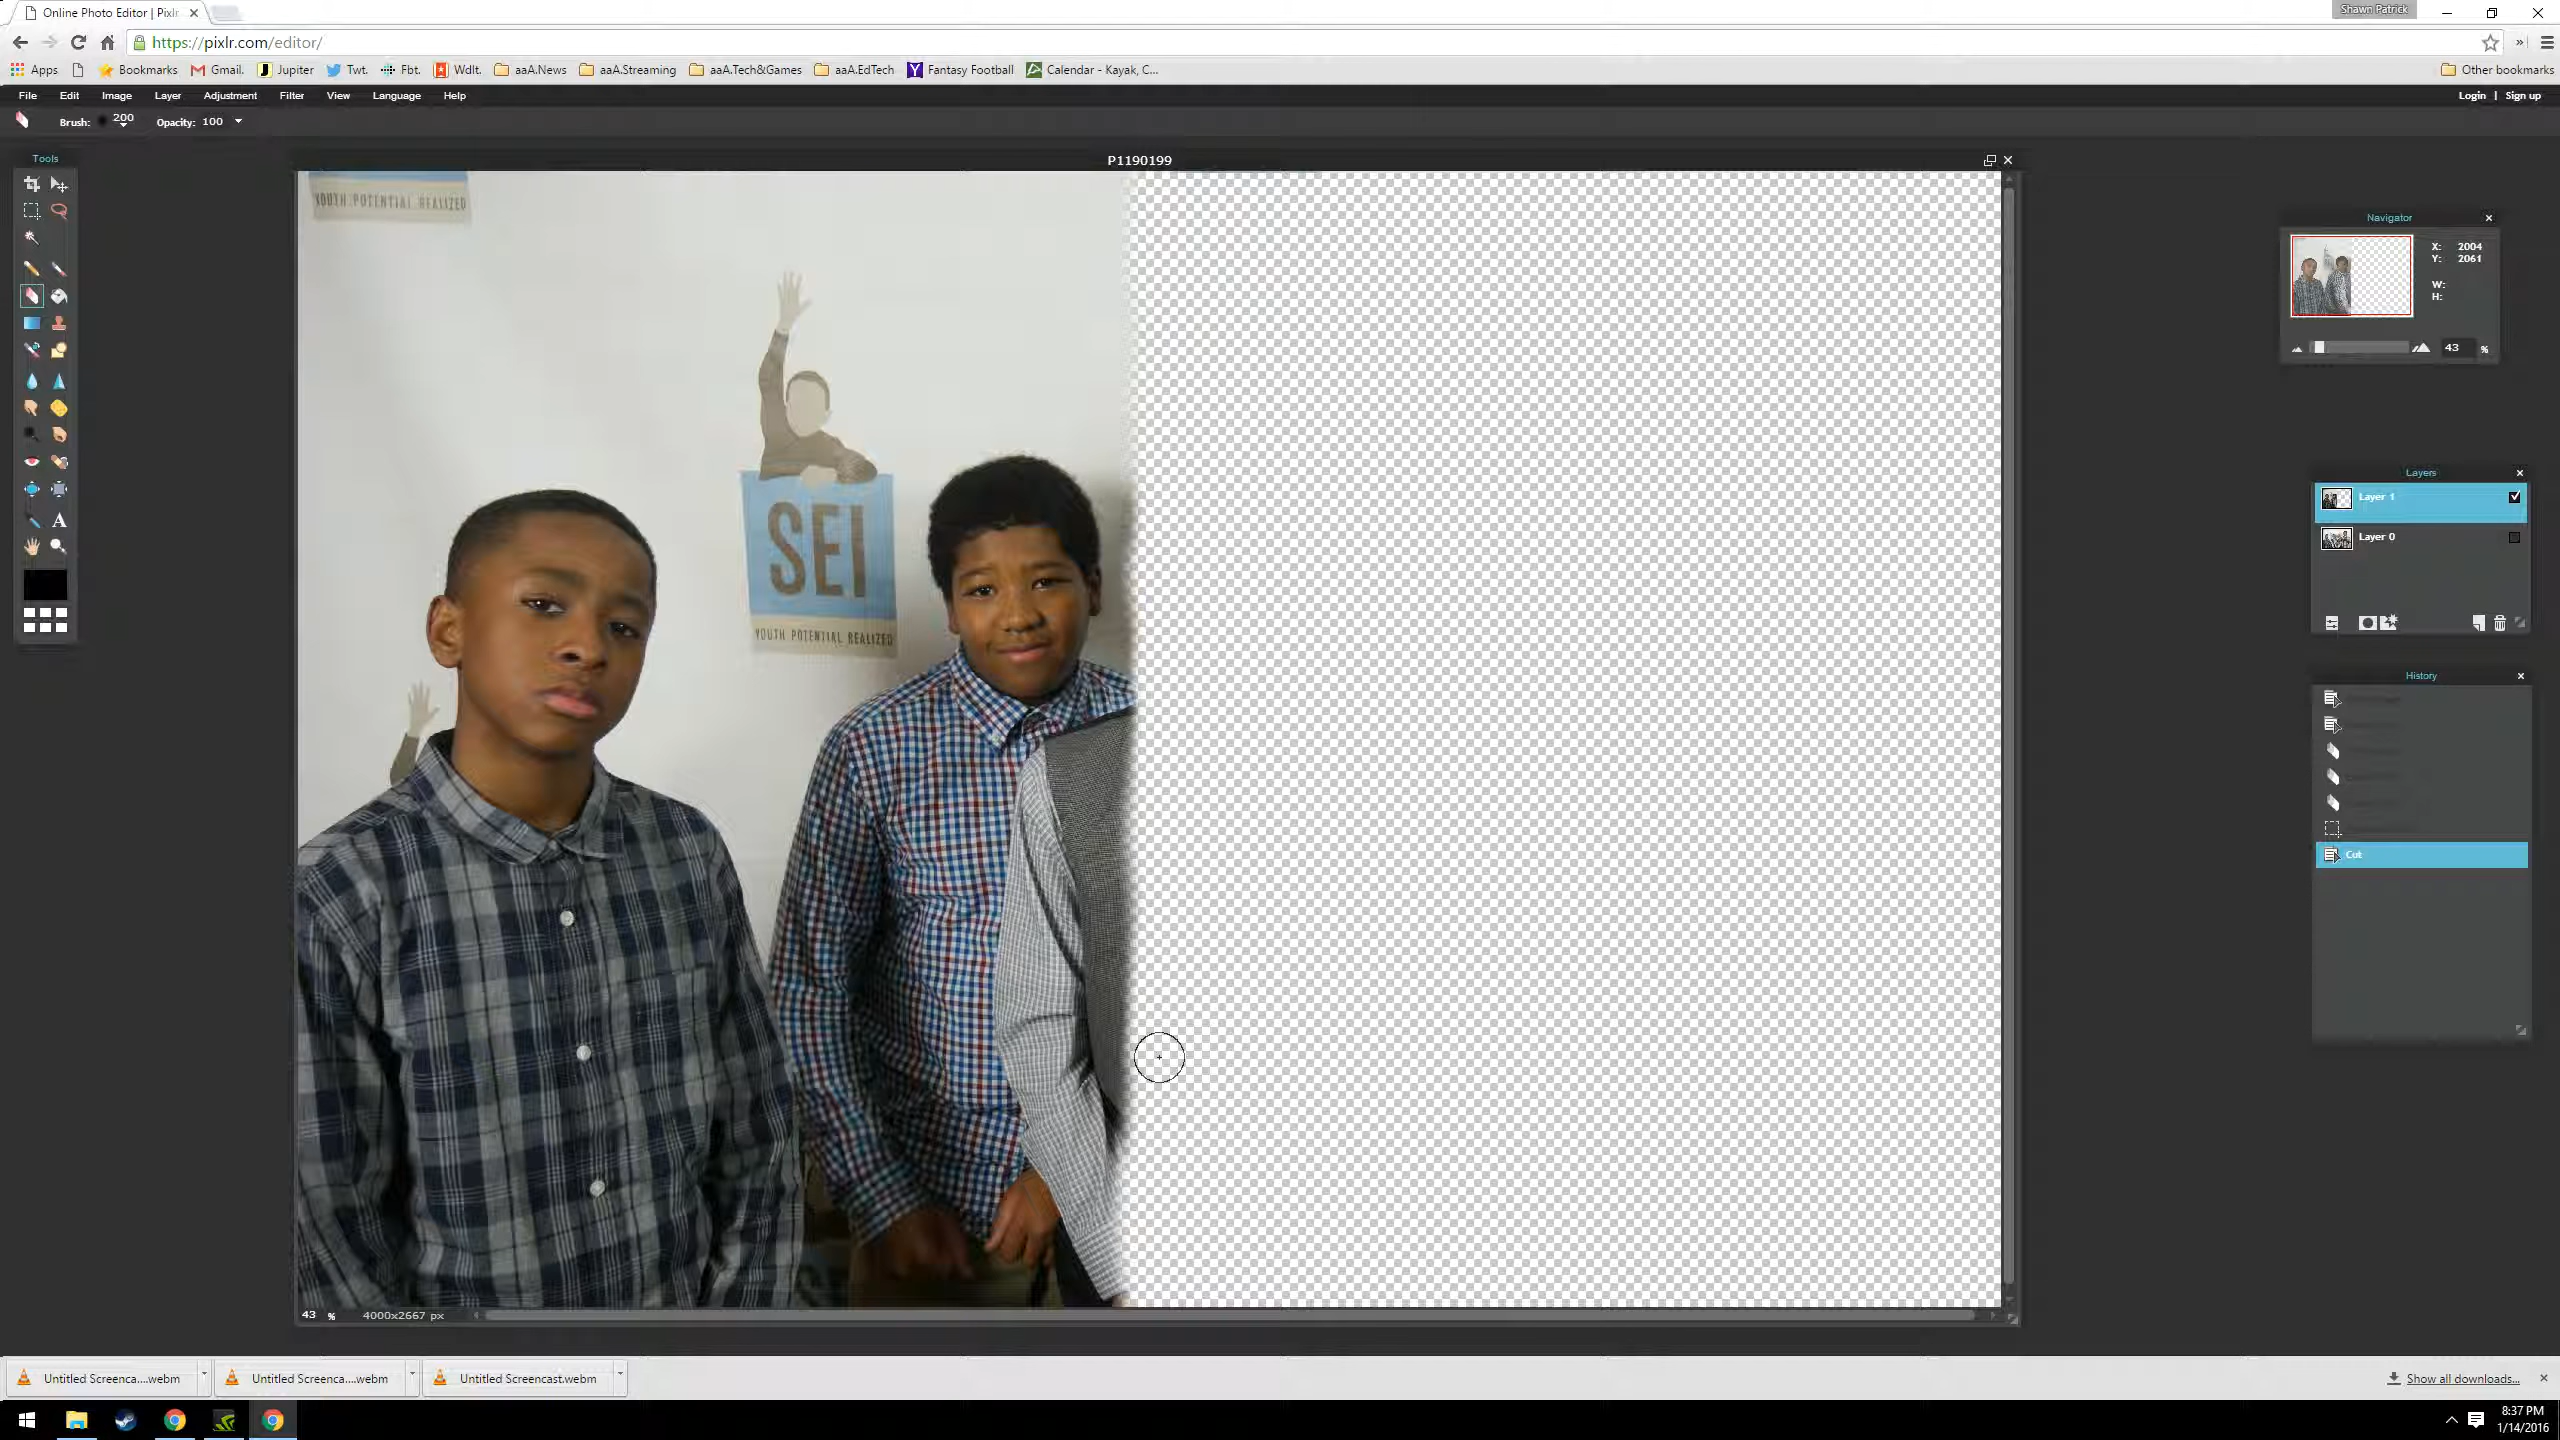 Online Photo Editor | Pixlr
Shawn Patrick
https://pixlr.com/editor/
Apps Bookmarks Gmail. Jupiter Twt. Fbt. Wdlt. aaA.News aaA.Streaming aaA.Tech&Games aaA.EdTech Fantasy Football Calendar - Kayak, C... Other bookmarks
File Edit Image Layer Adjustment Filter View Language Help Login | Sign up
Brush: 200 Opacity: 100
Tools
P1190199
YOUTH POTENTIAL REALIZED
SEI
YOUTH POTENTIAL REALIZED
Navigator
X: 2004
Y: 2061
W:
H:
43 %
Layers
Layer 1
Layer 0
History
Cut
A
43 % 4000x2667 px
Untitled Screenca....webm Untitled Screenca....webm Untitled Screencast.webm Show all downloads...
8:37 PM
1/14/2016